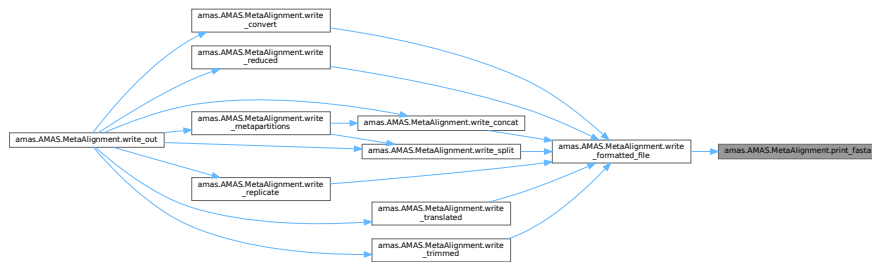 amas.AMAS.MetaAlignment.write
_convert
amas.AMAS.MetaAlignment.write
_reduced
amas.AMAS.MetaAlignment.write
_metapartitions
amas.AMAS.MetaAlignment.write_concat
amas.AMAS.MetaAlignment.write_out
amas.AMAS.MetaAlignment.write_split
amas.AMAS.MetaAlignment.write
_formatted_file
amas.AMAS.MetaAlignment.print_fasta
amas.AMAS.MetaAlignment.write
_replicate
amas.AMAS.MetaAlignment.write
_translated
amas.AMAS.MetaAlignment.write
_trimmed